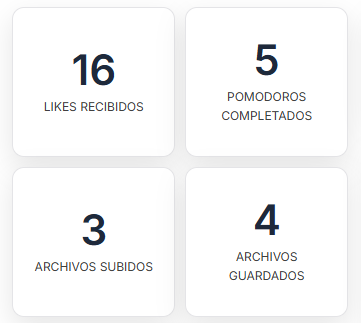 16
LIKES RECIBIDOS
5
POMODOROS
COMPLETADOS
3
ARCHIVOS SUBIDOS
4
ARCHIVOS
GUARDADOS